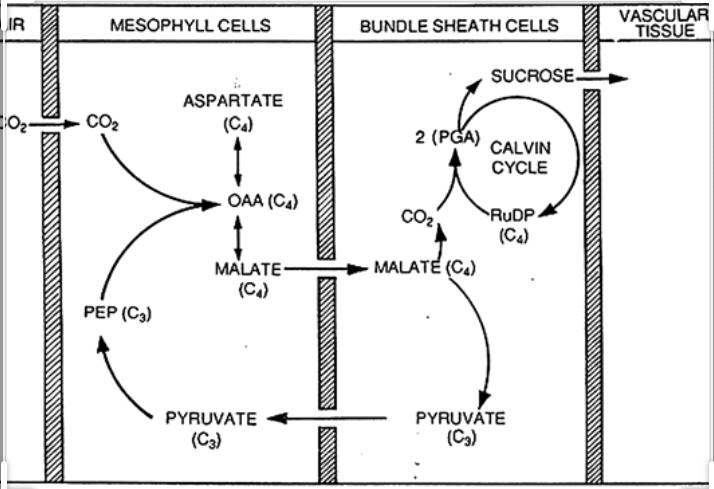 IR
MESOPHYLL CELLS
BUNDLE SHEATH CELLS
VASCULAR
TISSUE
CO₂
CO₂
ASPARTATE
(C₄)
OAA (C₄)
MALATE
(C₄)
PEP (C₃)
PYRUVATE
(C₃)
SUCROSE
2 (PGA)
CALVIN
CYCLE
CO₂
RuDP
(C₄)
MALATE (C₄)
PYRUVATE
(C₃)